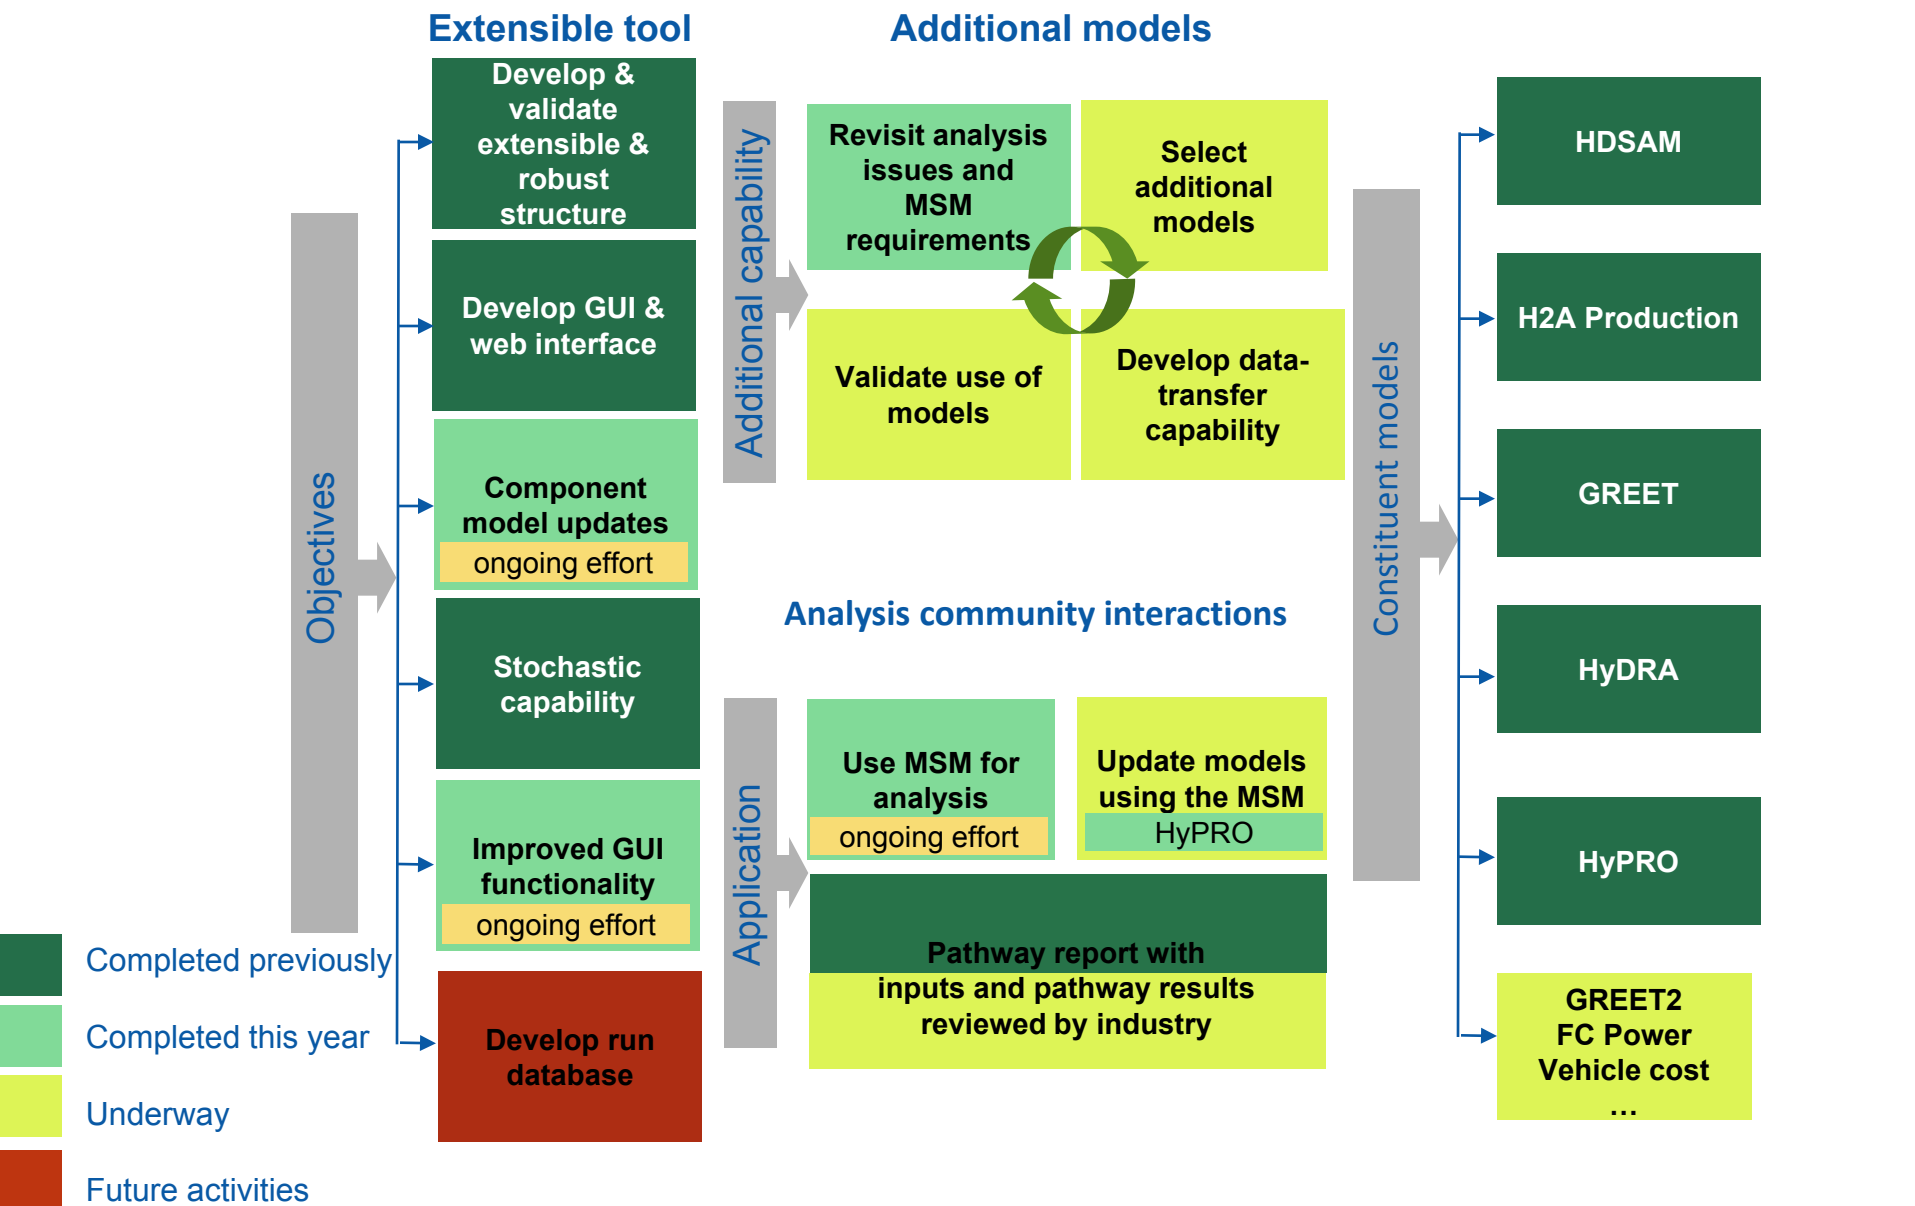 Extensible tool
Objectives
Develop &
validate
extensible &
robust
structure
Develop GUI &
web interface
Component
model updates
ongoing effort
Stochastic
capability
Improved GUI
functionality
ongoing effort
Develop run
database
Additional models
Additional capability
Revisit analysis
issues and
MSM
requirements
Select
additional
models
Validate use of
models
Develop data-
transfer
capability
Analysis community interactions
Application
Use MSM for
analysis
ongoing effort
Update models
using the MSM
HyPRO
Pathway report with
inputs and pathway results
reviewed by industry
Constituent models
HDSAM
H2A Production
GREET
HyDRA
HyPRO
GREET2
FC Power
Vehicle cost
…
Completed previously
Completed this year
Underway
Future activities